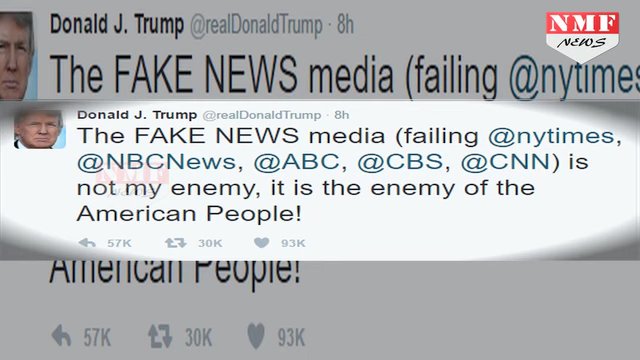 Donald J. Trump @realDonaldTrump · 8h
NMF
NEWS
The FAKE NEWS media (failing @nytimes
Donald J. Trump @realDonaldTrump · 8h
The FAKE NEWS media (failing @nytimes,
@NBCNews, @ABC, @CBS, @CNN) is
not my enemy, it is the enemy of the
American People!
NMF
NEWS
57K 30K 93K
American People!
57K 30K 93K